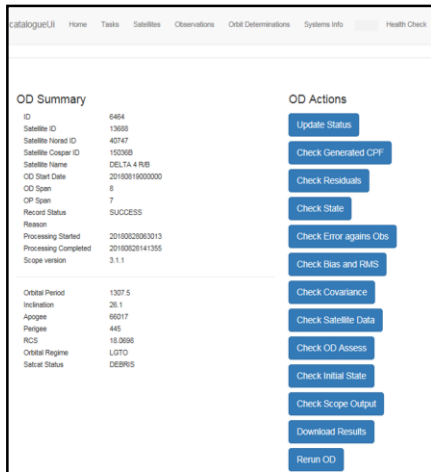 catalogueUi Home Tasks Satellites Observations Orbit Determinations Systems Info Health Check
OD Summary
ID 6464
Satellite ID 13688
Satellite Norad ID 40747
Satellite Cospar ID 15036B
Satellite Name DELTA 4 R/B
OD Start Date 20180819000000
OD Span 8
OP Span 7
Record Status SUCCESS
Reason
Processing Started 20180828063013
Processing Completed 20180828141355
Scope version 3.1.1
Orbital Period 1307.5
Inclination 26.1
Apogee 66017
Perigee 445
RCS 18.0698
Orbital Regime LGTO
Satcat Status DEBRIS
OD Actions
Update Status
Check Generated CPF
Check Residuals
Check State
Check Error agains Obs
Check Bias and RMS
Check Covariance
Check Satellite Data
Check OD Assess
Check Initial State
Check Scope Output
Download Results
Rerun OD